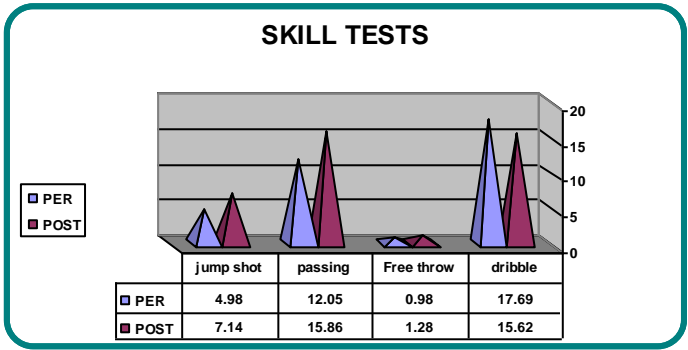 SKILL TESTS
20
15
10
5
0
PER
POST
jump shot passing Free throw dribble
PER 4.98 12.05 0.98 17.69
POST 7.14 15.86 1.28 15.62